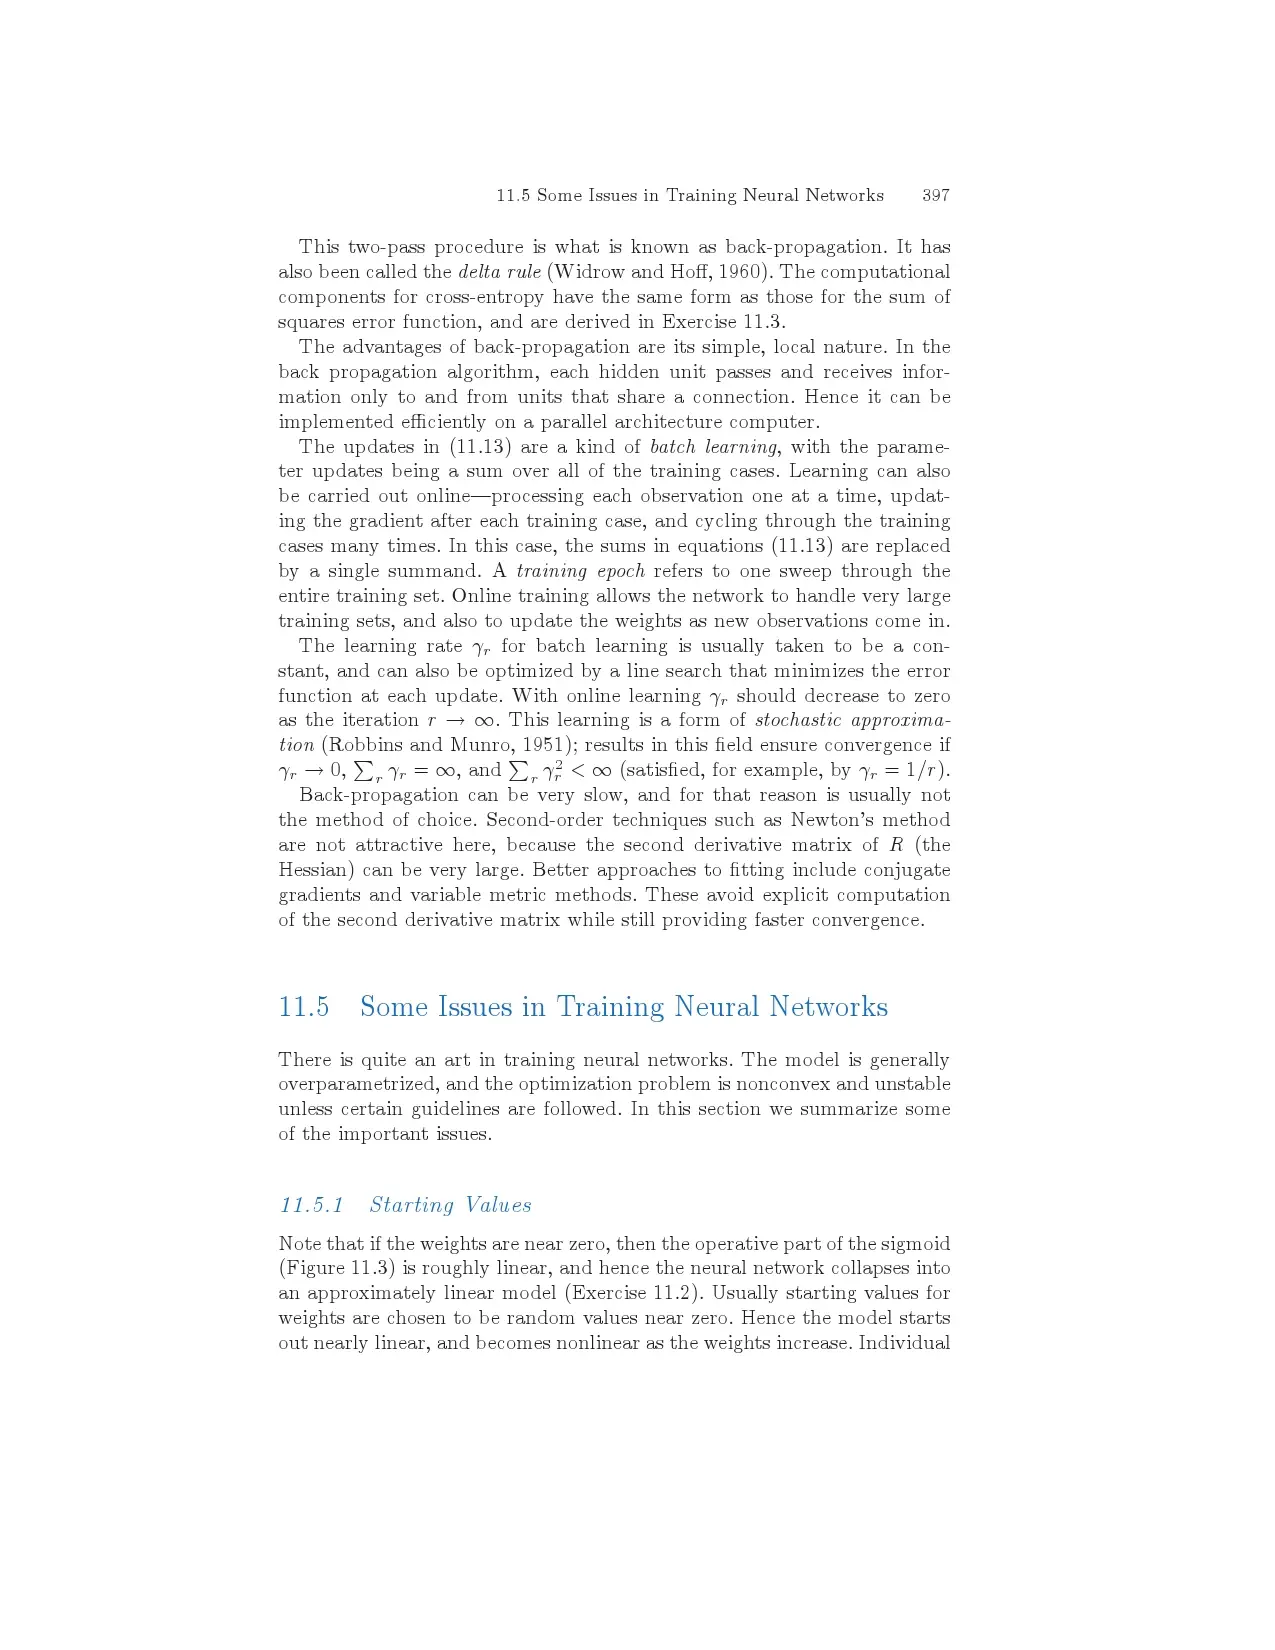 11.5 Some Issues in Training Neural Networks 397
This two-pass procedure is what is known as back-propagation. It has
also been called the delta rule (Widrow and Hoff, 1960). The computational
components for cross-entropy have the same form as those for the sum of
squares error function, and are derived in Exercise 11.3.
The advantages of back-propagation are its simple, local nature. In the
back propagation algorithm, each hidden unit passes and receives infor-
mation only to and from units that share a connection. Hence it can be
implemented efficiently on a parallel architecture computer.
The updates in (11.13) are a kind of batch learning, with the parame-
ter updates being a sum over all of the training cases. Learning can also
be carried out online—processing each observation one at a time, updat-
ing the gradient after each training case, and cycling through the training
cases many times. In this case, the sums in equations (11.13) are replaced
by a single summand. A training epoch refers to one sweep through the
entire training set. Online training allows the network to handle very large
training sets, and also to update the weights as new observations come in.
The learning rate γr for batch learning is usually taken to be a con-
stant, and can also be optimized by a line search that minimizes the error
function at each update. With online learning γr should decrease to zero
as the iteration r → ∞. This learning is a form of stochastic approxima-
tion (Robbins and Munro, 1951); results in this field ensure convergence if
γr → 0, ∑r γr = ∞, and ∑r γr² < ∞ (satisfied, for example, by γr = 1/r).
Back-propagation can be very slow, and for that reason is usually not
the method of choice. Second-order techniques such as Newton's method
are not attractive here, because the second derivative matrix of R (the
Hessian) can be very large. Better approaches to fitting include conjugate
gradients and variable metric methods. These avoid explicit computation
of the second derivative matrix while still providing faster convergence.
11.5 Some Issues in Training Neural Networks
There is quite an art in training neural networks. The model is generally
overparametrized, and the optimization problem is nonconvex and unstable
unless certain guidelines are followed. In this section we summarize some
of the important issues.
11.5.1 Starting Values
Note that if the weights are near zero, then the operative part of the sigmoid
(Figure 11.3) is roughly linear, and hence the neural network collapses into
an approximately linear model (Exercise 11.2). Usually starting values for
weights are chosen to be random values near zero. Hence the model starts
out nearly linear, and becomes nonlinear as the weights increase. Individual